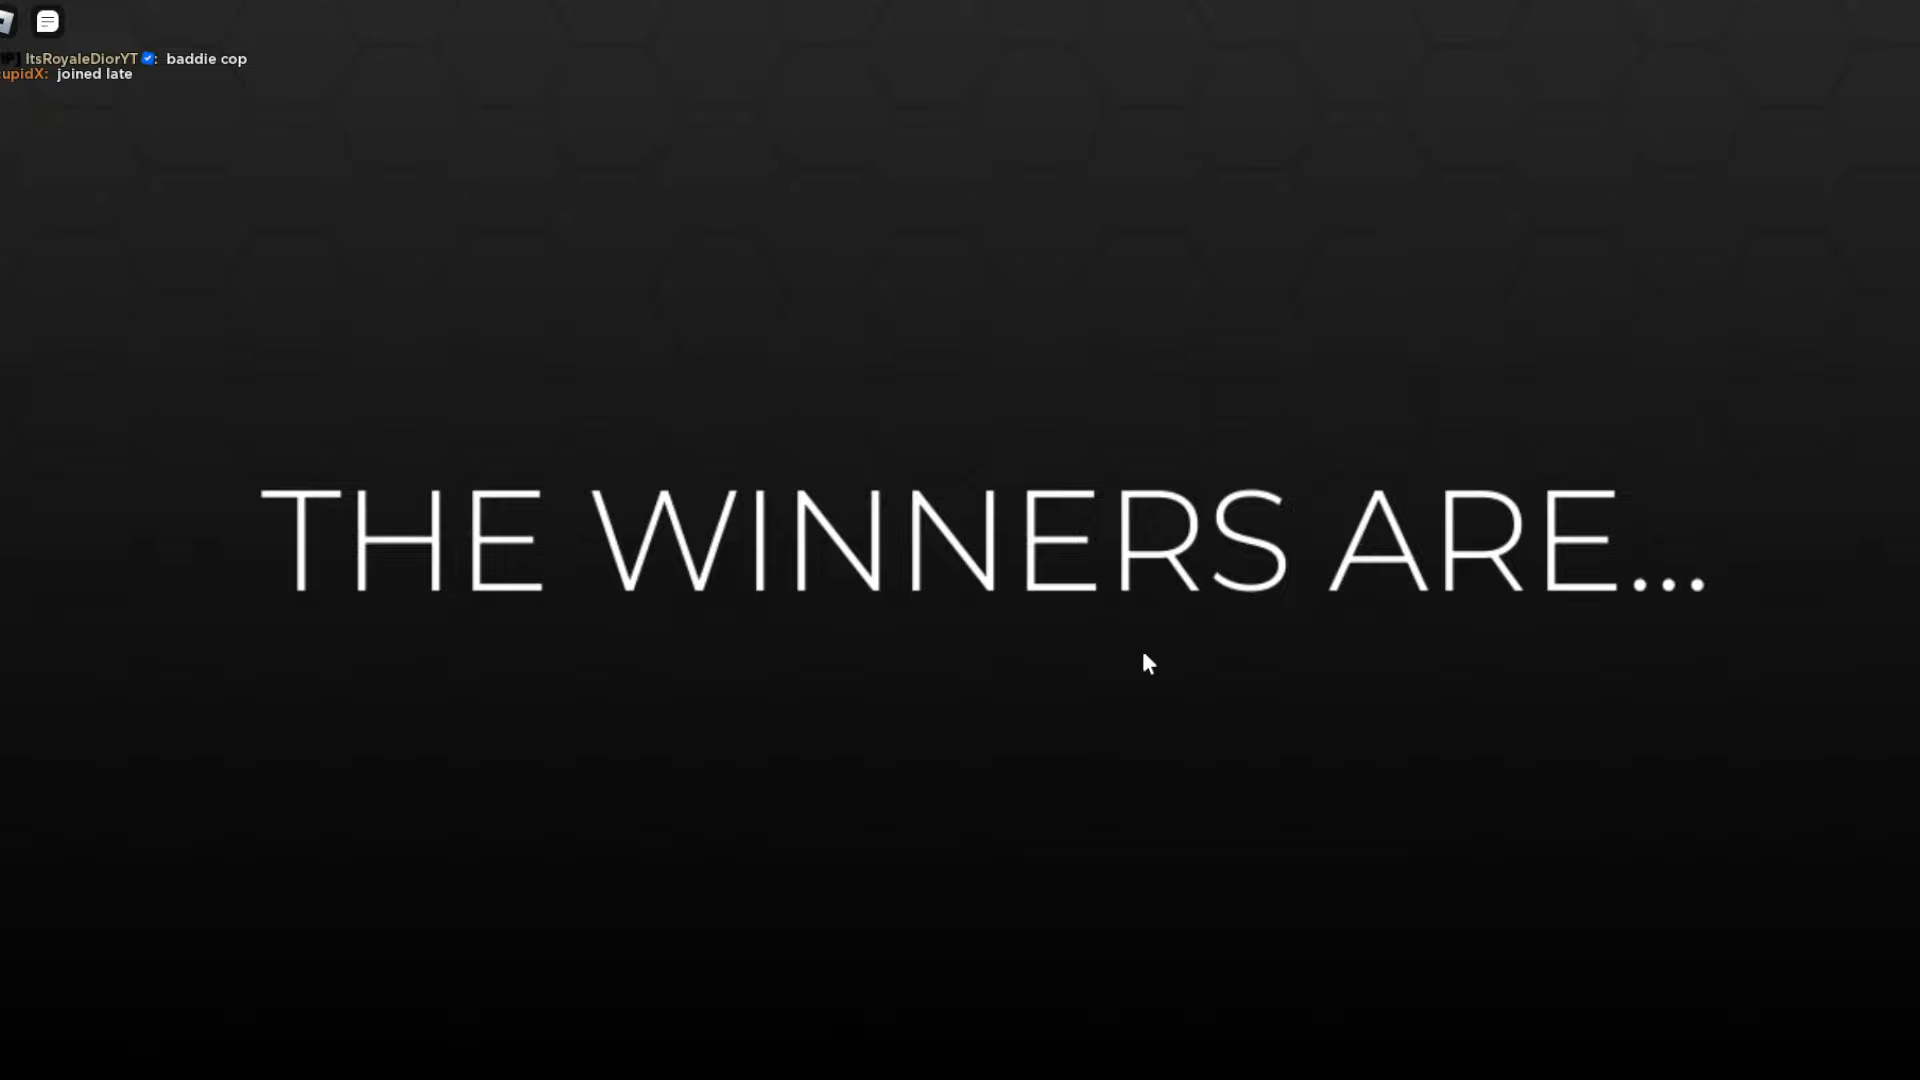 ItsRoyaleDiorYT : baddie cop
upidX: joined late
THE WINNERS ARE...